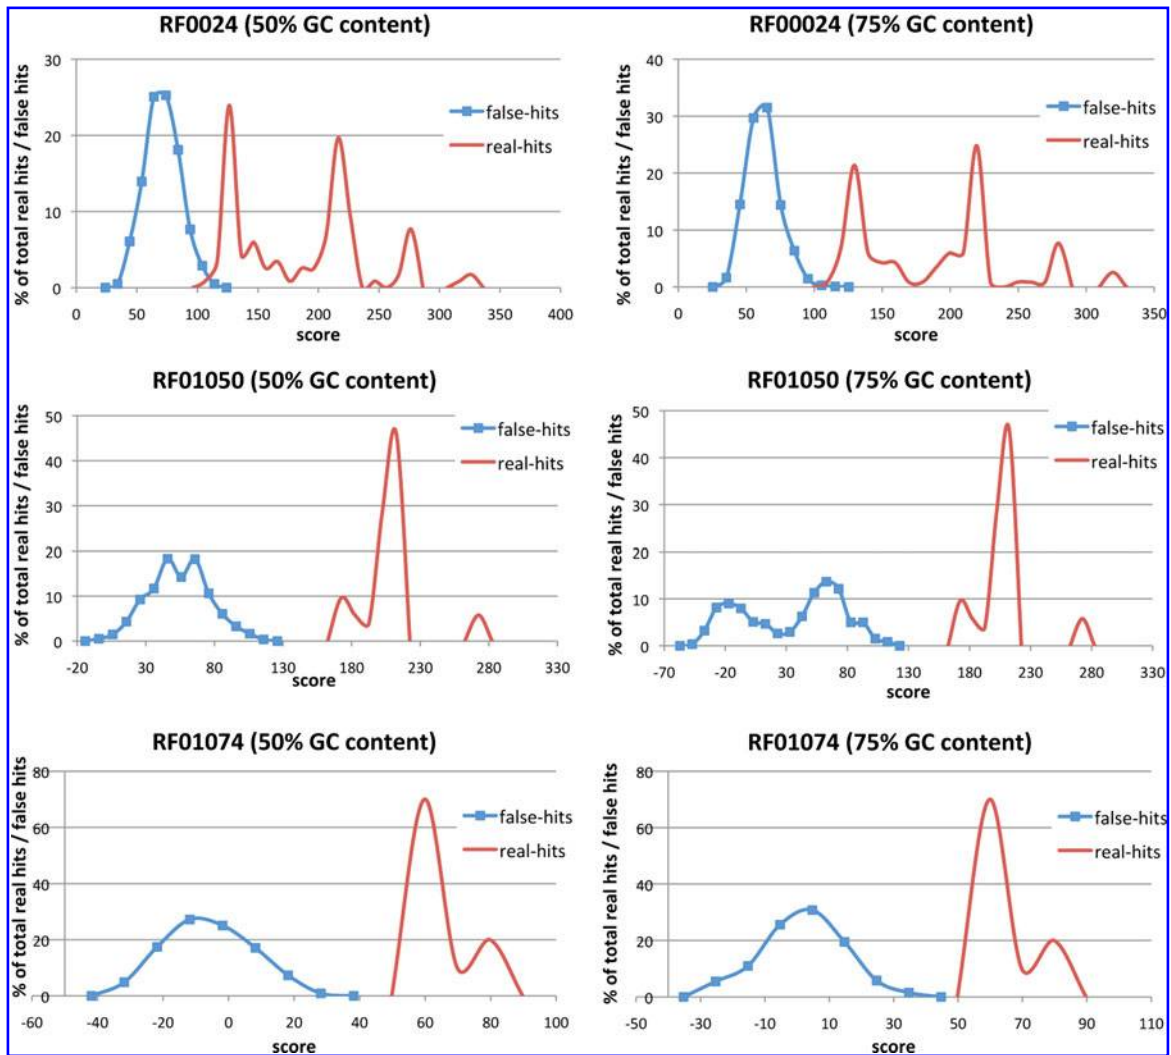 RF0024 (50% GC content)
% of total real hits / false hits
30
20
10
0
false-hits
real-hits
0 50 100 150 200 250 300 350 400
score
RF00024 (75% GC content)
% of total real hits / false hits
40
30
20
10
0
false-hits
real-hits
0 50 100 150 200 250 300 350
score
RF01050 (50% GC content)
% of total real hits / false hits
50
40
30
20
10
0
false-hits
real-hits
-20 30 80 130 180 230 280 330
score
RF01050 (75% GC content)
% of total real hits / false hits
50
40
30
20
10
0
false-hits
real-hits
-70 -20 30 80 130 180 230 280 330
score
RF01074 (50% GC content)
% of total real hits / false hits
80
60
40
20
0
false-hits
real-hits
-60 -40 -20 0 20 40 60 80 100
score
RF01074 (75% GC content)
% of total real hits / false hits
80
60
40
20
0
false-hits
real-hits
-50 -30 -10 10 30 50 70 90 110
score